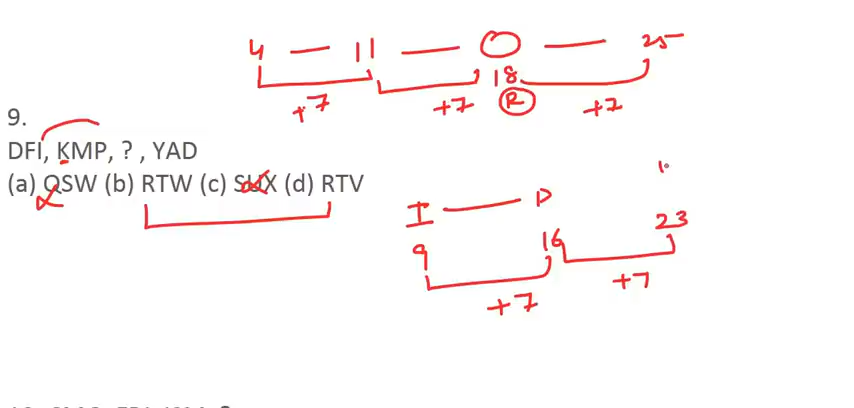 4 — 11 — 18 — 25
+7 +7 R +7
9.
DFI, KMP, ? , YAD
(a) QSW (b) RTW (c) SUX (d) RTV
I — P
9 16 23
+7 +7